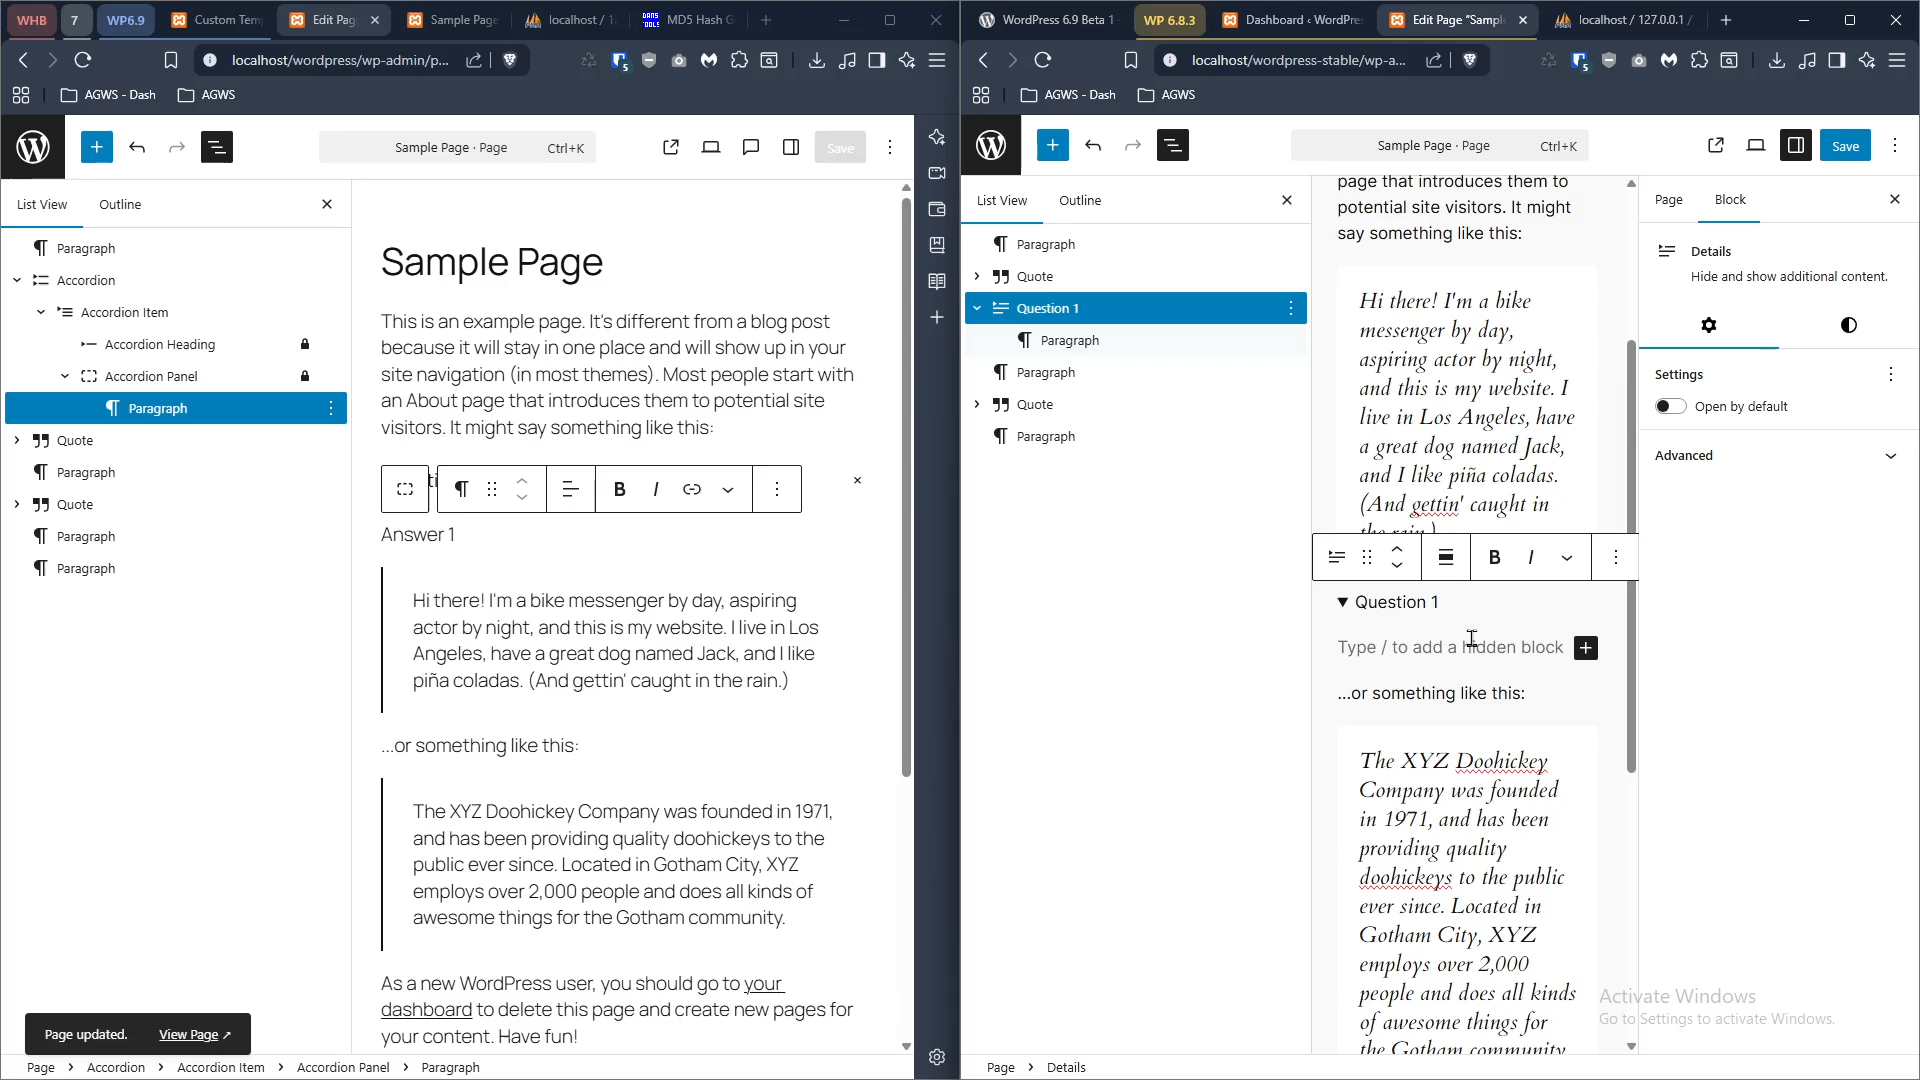 WHB
7
WP6.9
Custom Tem
Edit Pag
Sample Page
localhost / 12
MD5 Hash G
localhost/wordpress/wp-admin/p...
5
AGWS - Dash
AGWS
Sample Page · Page
Ctrl+K
Save
List View
Outline
Paragraph
Accordion
Accordion Item
Accordion Heading
Accordion Panel
Paragraph
Quote
Paragraph
Quote
Paragraph
Paragraph
Sample Page
This is an example page. It's different from a blog post
because it will stay in one place and will show up in your
site navigation (in most themes). Most people start with
an About page that introduces them to potential site
visitors. It might say something like this:
B
I
Answer 1
Hi there! I'm a bike messenger by day, aspiring
actor by night, and this is my website. I live in Los
Angeles, have a great dog named Jack, and I like
piña coladas. (And gettin' caught in the rain.)
...or something like this:
The XYZ Doohickey Company was founded in 1971,
and has been providing quality doohickeys to the
public ever since. Located in Gotham City, XYZ
employs over 2,000 people and does all kinds of
awesome things for the Gotham community.
As a new WordPress user, you should go to your
dashboard to delete this page and create new pages for
your content. Have fun!
Page updated.
View Page ↗
Page > Accordion > Accordion Item > Accordion Panel > Paragraph
WordPress 6.9 Beta 1
WP 6.8.3
Dashboard ‹ WordPre
Edit Page "Sampl
localhost / 127.0.0.1 /
localhost/wordpress-stable/wp-a...
5
AGWS - Dash
AGWS
Sample Page · Page
Ctrl+K
Save
List View
Outline
Paragraph
Quote
Question 1
Paragraph
Paragraph
Quote
Paragraph
page that introduces them to
potential site visitors. It might
say something like this:
Hi there! I'm a bike
messenger by day,
aspiring actor by night,
and this is my website. I
live in Los Angeles, have
a great dog named Jack,
and I like piña coladas.
(And gettin' caught in
the rain.)
B
I
Question 1
Type / to add a hidden block
...or something like this:
The XYZ Doohickey
Company was founded
in 1971, and has been
providing quality
doohickeys to the public
ever since. Located in
Gotham City, XYZ
employs over 2,000
people and does all kinds
of awesome things for
the Gotham community
Page
Block
Details
Hide and show additional content.
Settings
Open by default
Advanced
Activate Windows
Go to Settings to activate Windows.
Page > Details